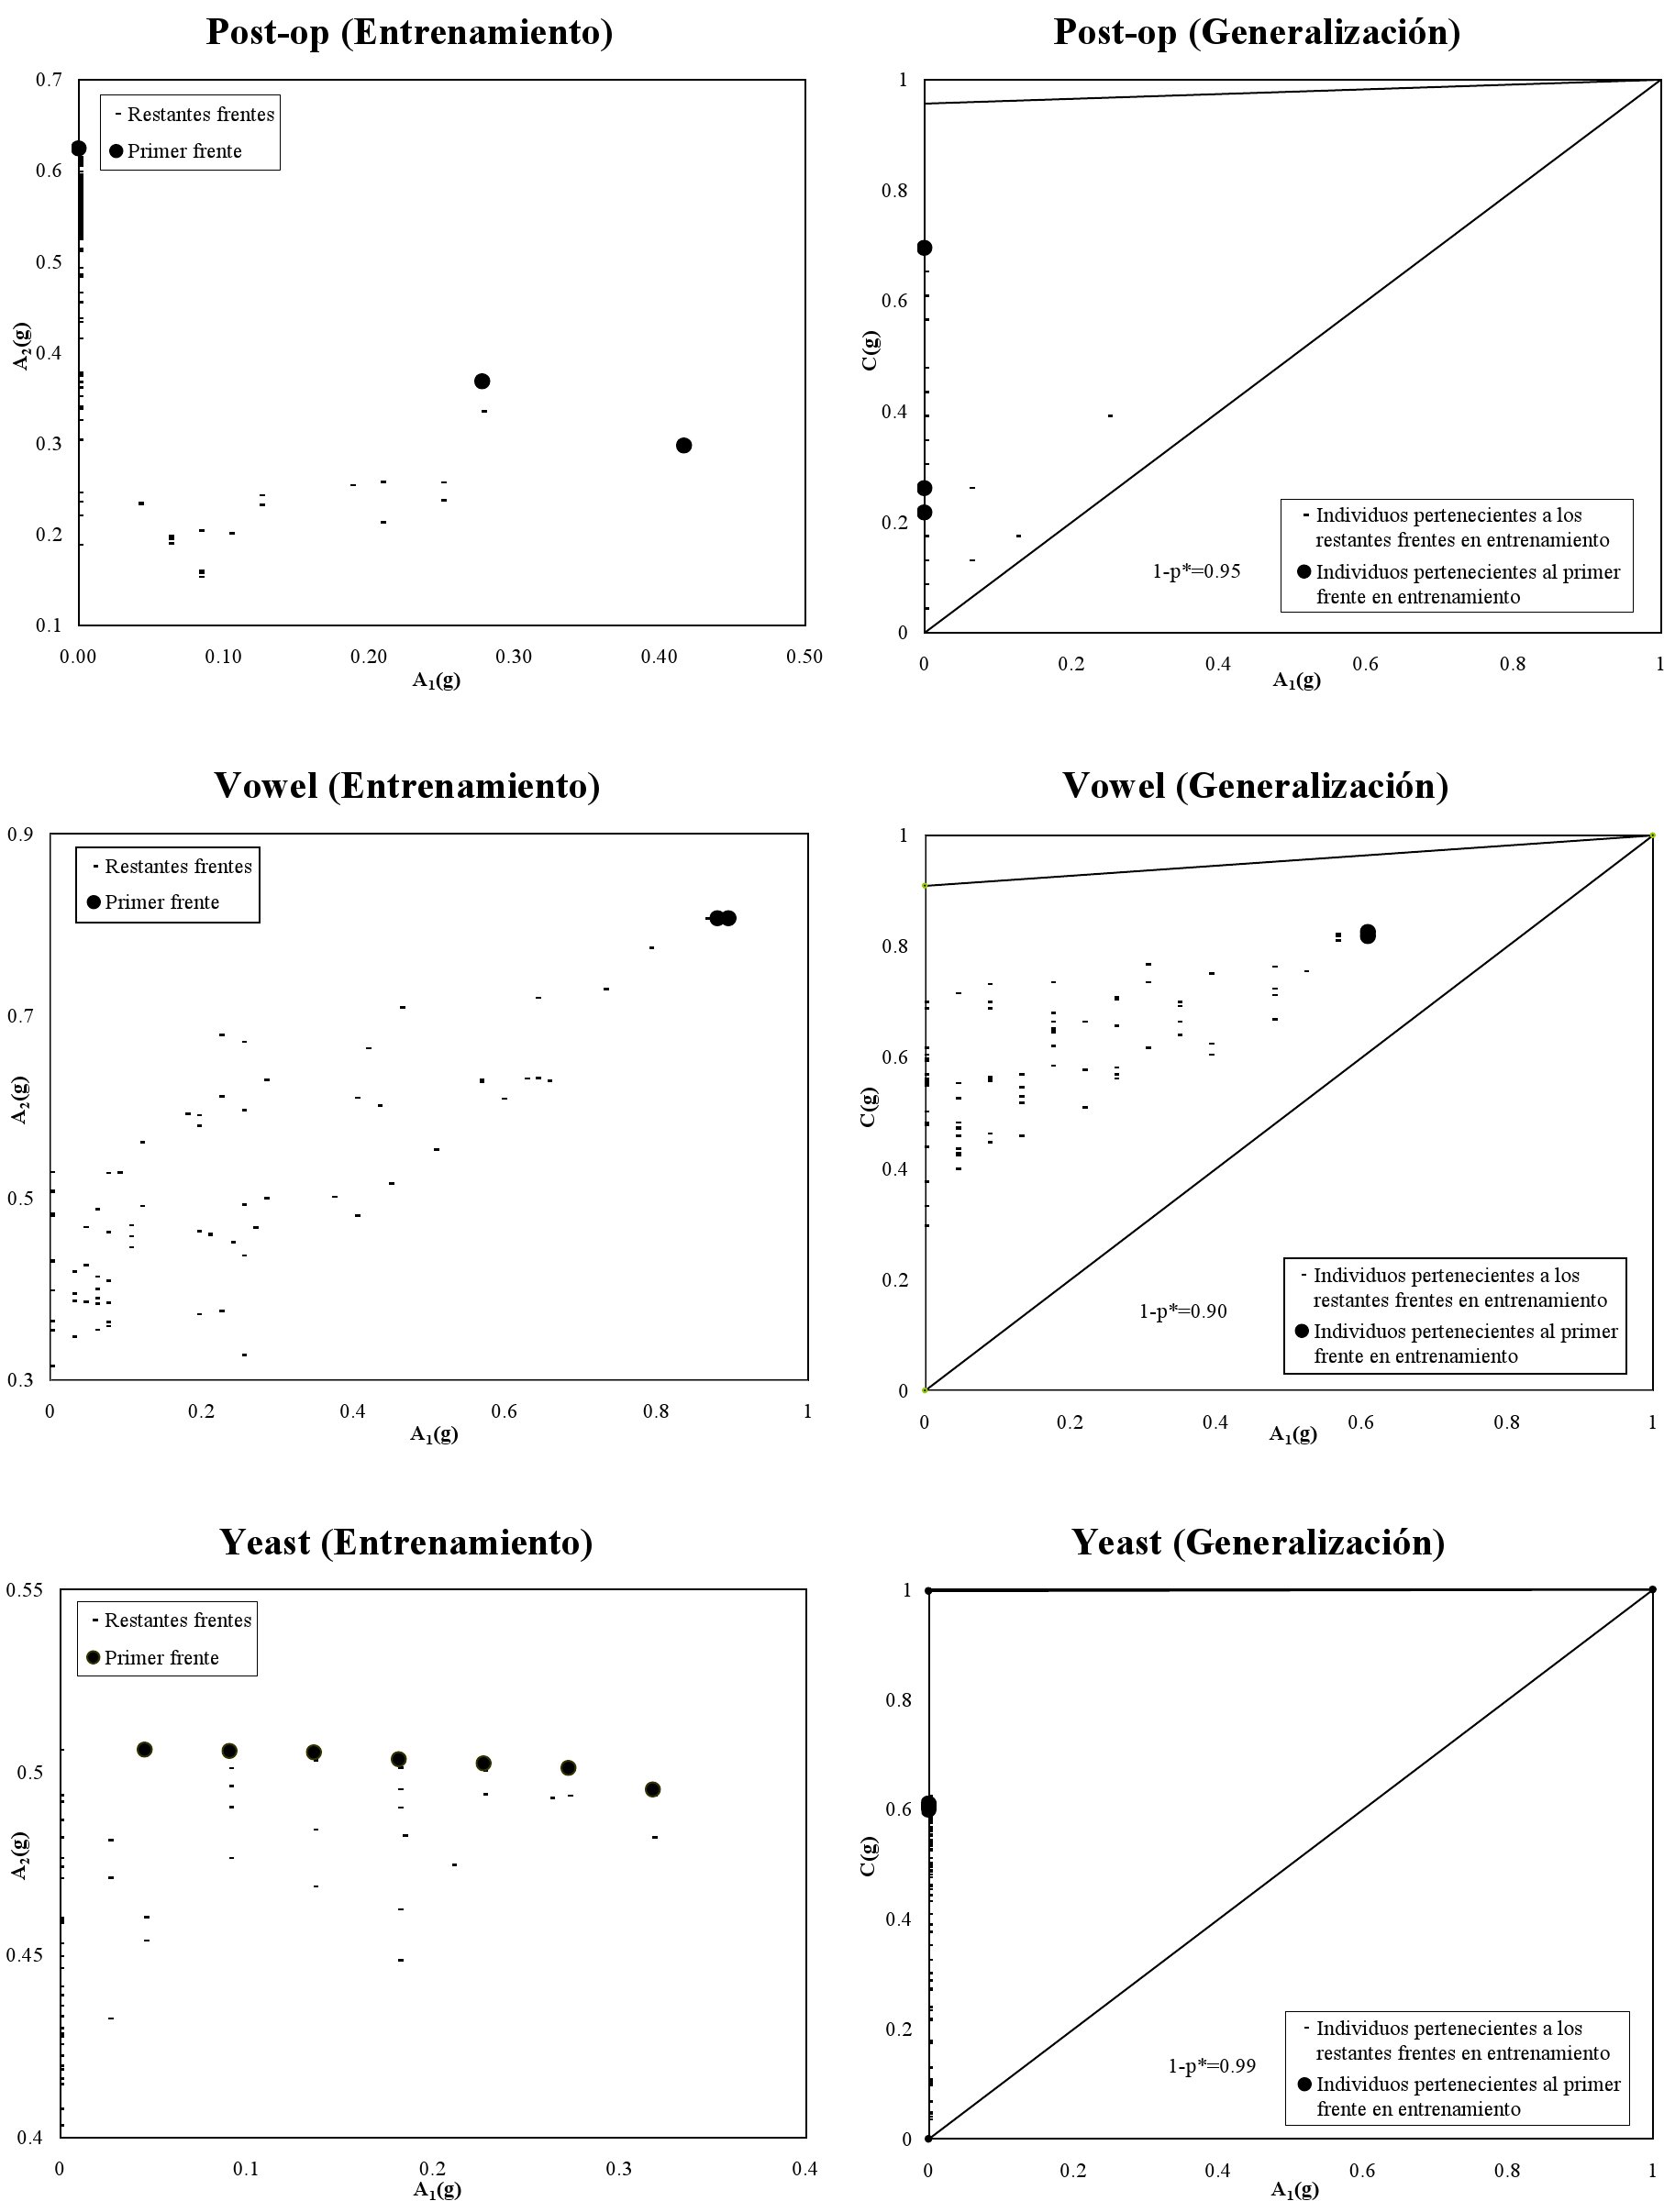 Post-op (Entrenamiento)
0.7
0.6
0.5
0.4
0.3
0.2
0.1
A2(g)
Restantes frentes
Primer frente
0.00 0.10 0.20 0.30 0.40 0.50
A1(g)
Post-op (Generalización)
1
0.8
0.6
0.4
0.2
0
C(g)
1-p*=0.95
Individuos pertenecientes a los
restantes frentes en entrenamiento
Individuos pertenecientes al primer
frente en entrenamiento
0 0.2 0.4 0.6 0.8 1
A1(g)
Vowel (Entrenamiento)
0.9
0.7
0.5
0.3
A2(g)
Restantes frentes
Primer frente
0 0.2 0.4 0.6 0.8 1
A1(g)
Vowel (Generalización)
1
0.8
0.6
0.4
0.2
0
C(g)
1-p*=0.90
Individuos pertenecientes a los
restantes frentes en entrenamiento
Individuos pertenecientes al primer
frente en entrenamiento
0 0.2 0.4 0.6 0.8 1
A1(g)
Yeast (Entrenamiento)
0.55
0.5
0.45
0.4
A2(g)
Restantes frentes
Primer frente
0 0.1 0.2 0.3 0.4
A1(g)
Yeast (Generalización)
1
0.8
0.6
0.4
0.2
0
C(g)
1-p*=0.99
Individuos pertenecientes a los
restantes frentes en entrenamiento
Individuos pertenecientes al primer
frente en entrenamiento
0 0.2 0.4 0.6 0.8 1
A1(g)